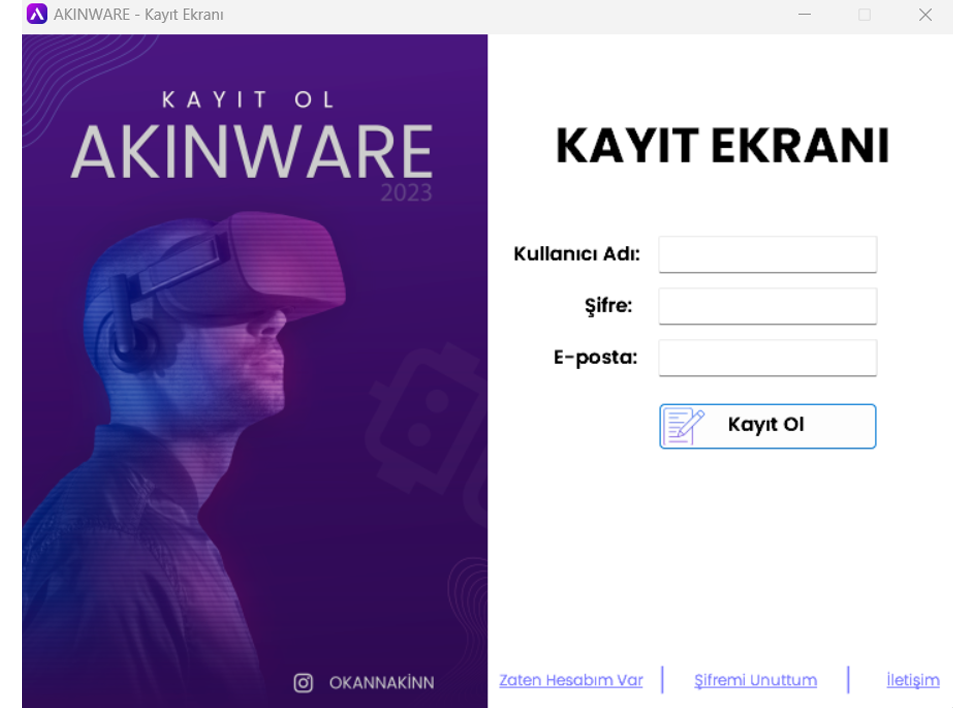 AKINWARE - Kayıt Ekranı
KAYIT OL
AKINWARE
2023
OKANNAKİNN
KAYIT EKRANI
Kullanıcı Adı:
Şifre:
E-posta:
Kayıt Ol
Zaten Hesabım Var
Şifremi Unuttum
İletişim